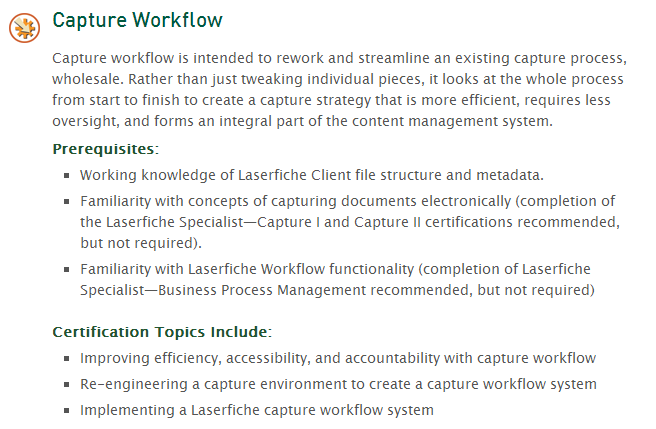 Capture Workflow
Capture workflow is intended to rework and streamline an existing capture process,
wholesale. Rather than just tweaking individual pieces, it looks at the whole process
from start to finish to create a capture strategy that is more efficient, requires less
oversight, and forms an integral part of the content management system.
Prerequisites:
Working knowledge of Laserfiche Client file structure and metadata.
Familiarity with concepts of capturing documents electronically (completion of
the Laserfiche Specialist—Capture I and Capture II certifications recommended,
but not required).
Familiarity with Laserfiche Workflow functionality (completion of Laserfiche
Specialist—Business Process Management recommended, but not required)
Certification Topics Include:
Improving efficiency, accessibility, and accountability with capture workflow
Re-engineering a capture environment to create a capture workflow system
Implementing a Laserfiche capture workflow system